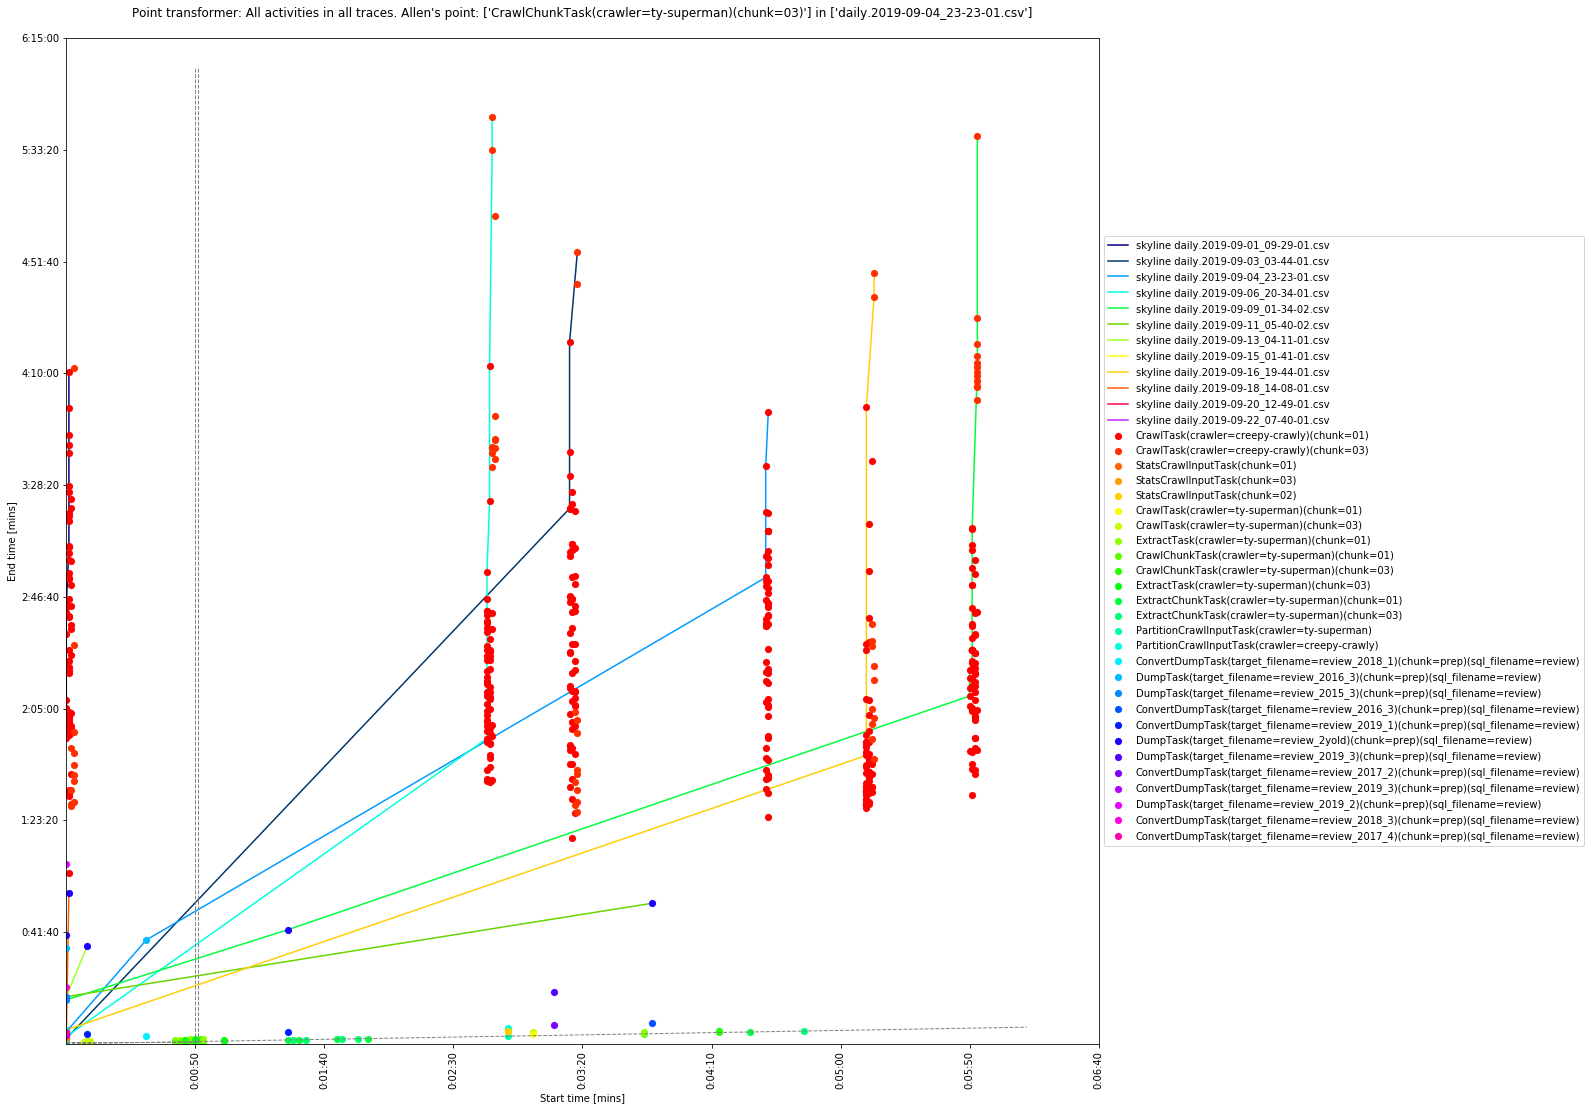 Point transformer: All activities in all traces. Allen's point: ['CrawlChunkTask(crawler=ty-superman)(chunk=03)'] in ['daily.2019-09-04_23-23-01.csv']
6:15:00
5:33:20
4:51:40
4:10:00
3:28:20
2:46:40
2:05:00
1:23:20
0:41:40
End time [mins]
0:00:50
0:01:40
0:02:30
0:03:20
0:04:10
0:05:00
0:05:50
0:06:40
Start time [mins]
skyline daily.2019-09-01_09-29-01.csv
skyline daily.2019-09-03_03-44-01.csv
skyline daily.2019-09-04_23-23-01.csv
skyline daily.2019-09-06_20-34-01.csv
skyline daily.2019-09-09_01-34-02.csv
skyline daily.2019-09-11_05-40-02.csv
skyline daily.2019-09-13_04-11-01.csv
skyline daily.2019-09-15_01-41-01.csv
skyline daily.2019-09-16_19-44-01.csv
skyline daily.2019-09-18_14-08-01.csv
skyline daily.2019-09-20_12-49-01.csv
skyline daily.2019-09-22_07-40-01.csv
CrawlTask(crawler=creepy-crawly)(chunk=01)
CrawlTask(crawler=creepy-crawly)(chunk=03)
StatsCrawlInputTask(chunk=01)
StatsCrawlInputTask(chunk=03)
StatsCrawlInputTask(chunk=02)
CrawlTask(crawler=ty-superman)(chunk=01)
CrawlTask(crawler=ty-superman)(chunk=03)
ExtractTask(crawler=ty-superman)(chunk=01)
CrawlChunkTask(crawler=ty-superman)(chunk=01)
CrawlChunkTask(crawler=ty-superman)(chunk=03)
ExtractTask(crawler=ty-superman)(chunk=03)
ExtractChunkTask(crawler=ty-superman)(chunk=01)
ExtractChunkTask(crawler=ty-superman)(chunk=03)
PartitionCrawlInputTask(crawler=ty-superman)
PartitionCrawlInputTask(crawler=creepy-crawly)
ConvertDumpTask(target_filename=review_2018_1)(chunk=prep)(sql_filename=review)
DumpTask(target_filename=review_2016_3)(chunk=prep)(sql_filename=review)
DumpTask(target_filename=review_2015_3)(chunk=prep)(sql_filename=review)
ConvertDumpTask(target_filename=review_2016_3)(chunk=prep)(sql_filename=review)
ConvertDumpTask(target_filename=review_2019_1)(chunk=prep)(sql_filename=review)
DumpTask(target_filename=review_2yold)(chunk=prep)(sql_filename=review)
DumpTask(target_filename=review_2019_3)(chunk=prep)(sql_filename=review)
ConvertDumpTask(target_filename=review_2017_2)(chunk=prep)(sql_filename=review)
ConvertDumpTask(target_filename=review_2019_3)(chunk=prep)(sql_filename=review)
DumpTask(target_filename=review_2019_2)(chunk=prep)(sql_filename=review)
ConvertDumpTask(target_filename=review_2018_3)(chunk=prep)(sql_filename=review)
ConvertDumpTask(target_filename=review_2017_4)(chunk=prep)(sql_filename=review)